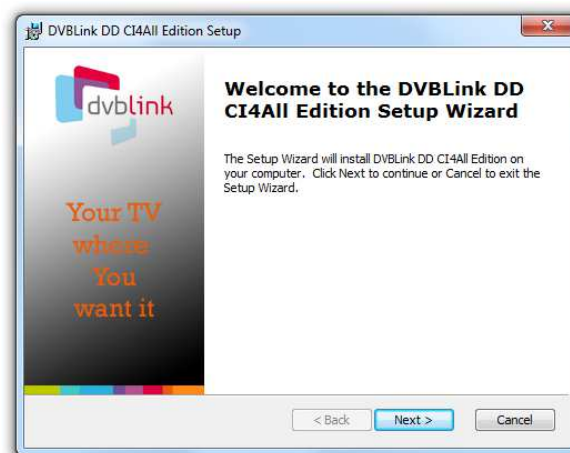 DVBLink DD CI4All Edition Setup
dvblink
Your TV
where
You
want it
Welcome to the DVBLink DD
CI4All Edition Setup Wizard
The Setup Wizard will install DVBLink DD CI4All Edition on
your computer. Click Next to continue or Cancel to exit the
Setup Wizard.
< Back
Next >
Cancel